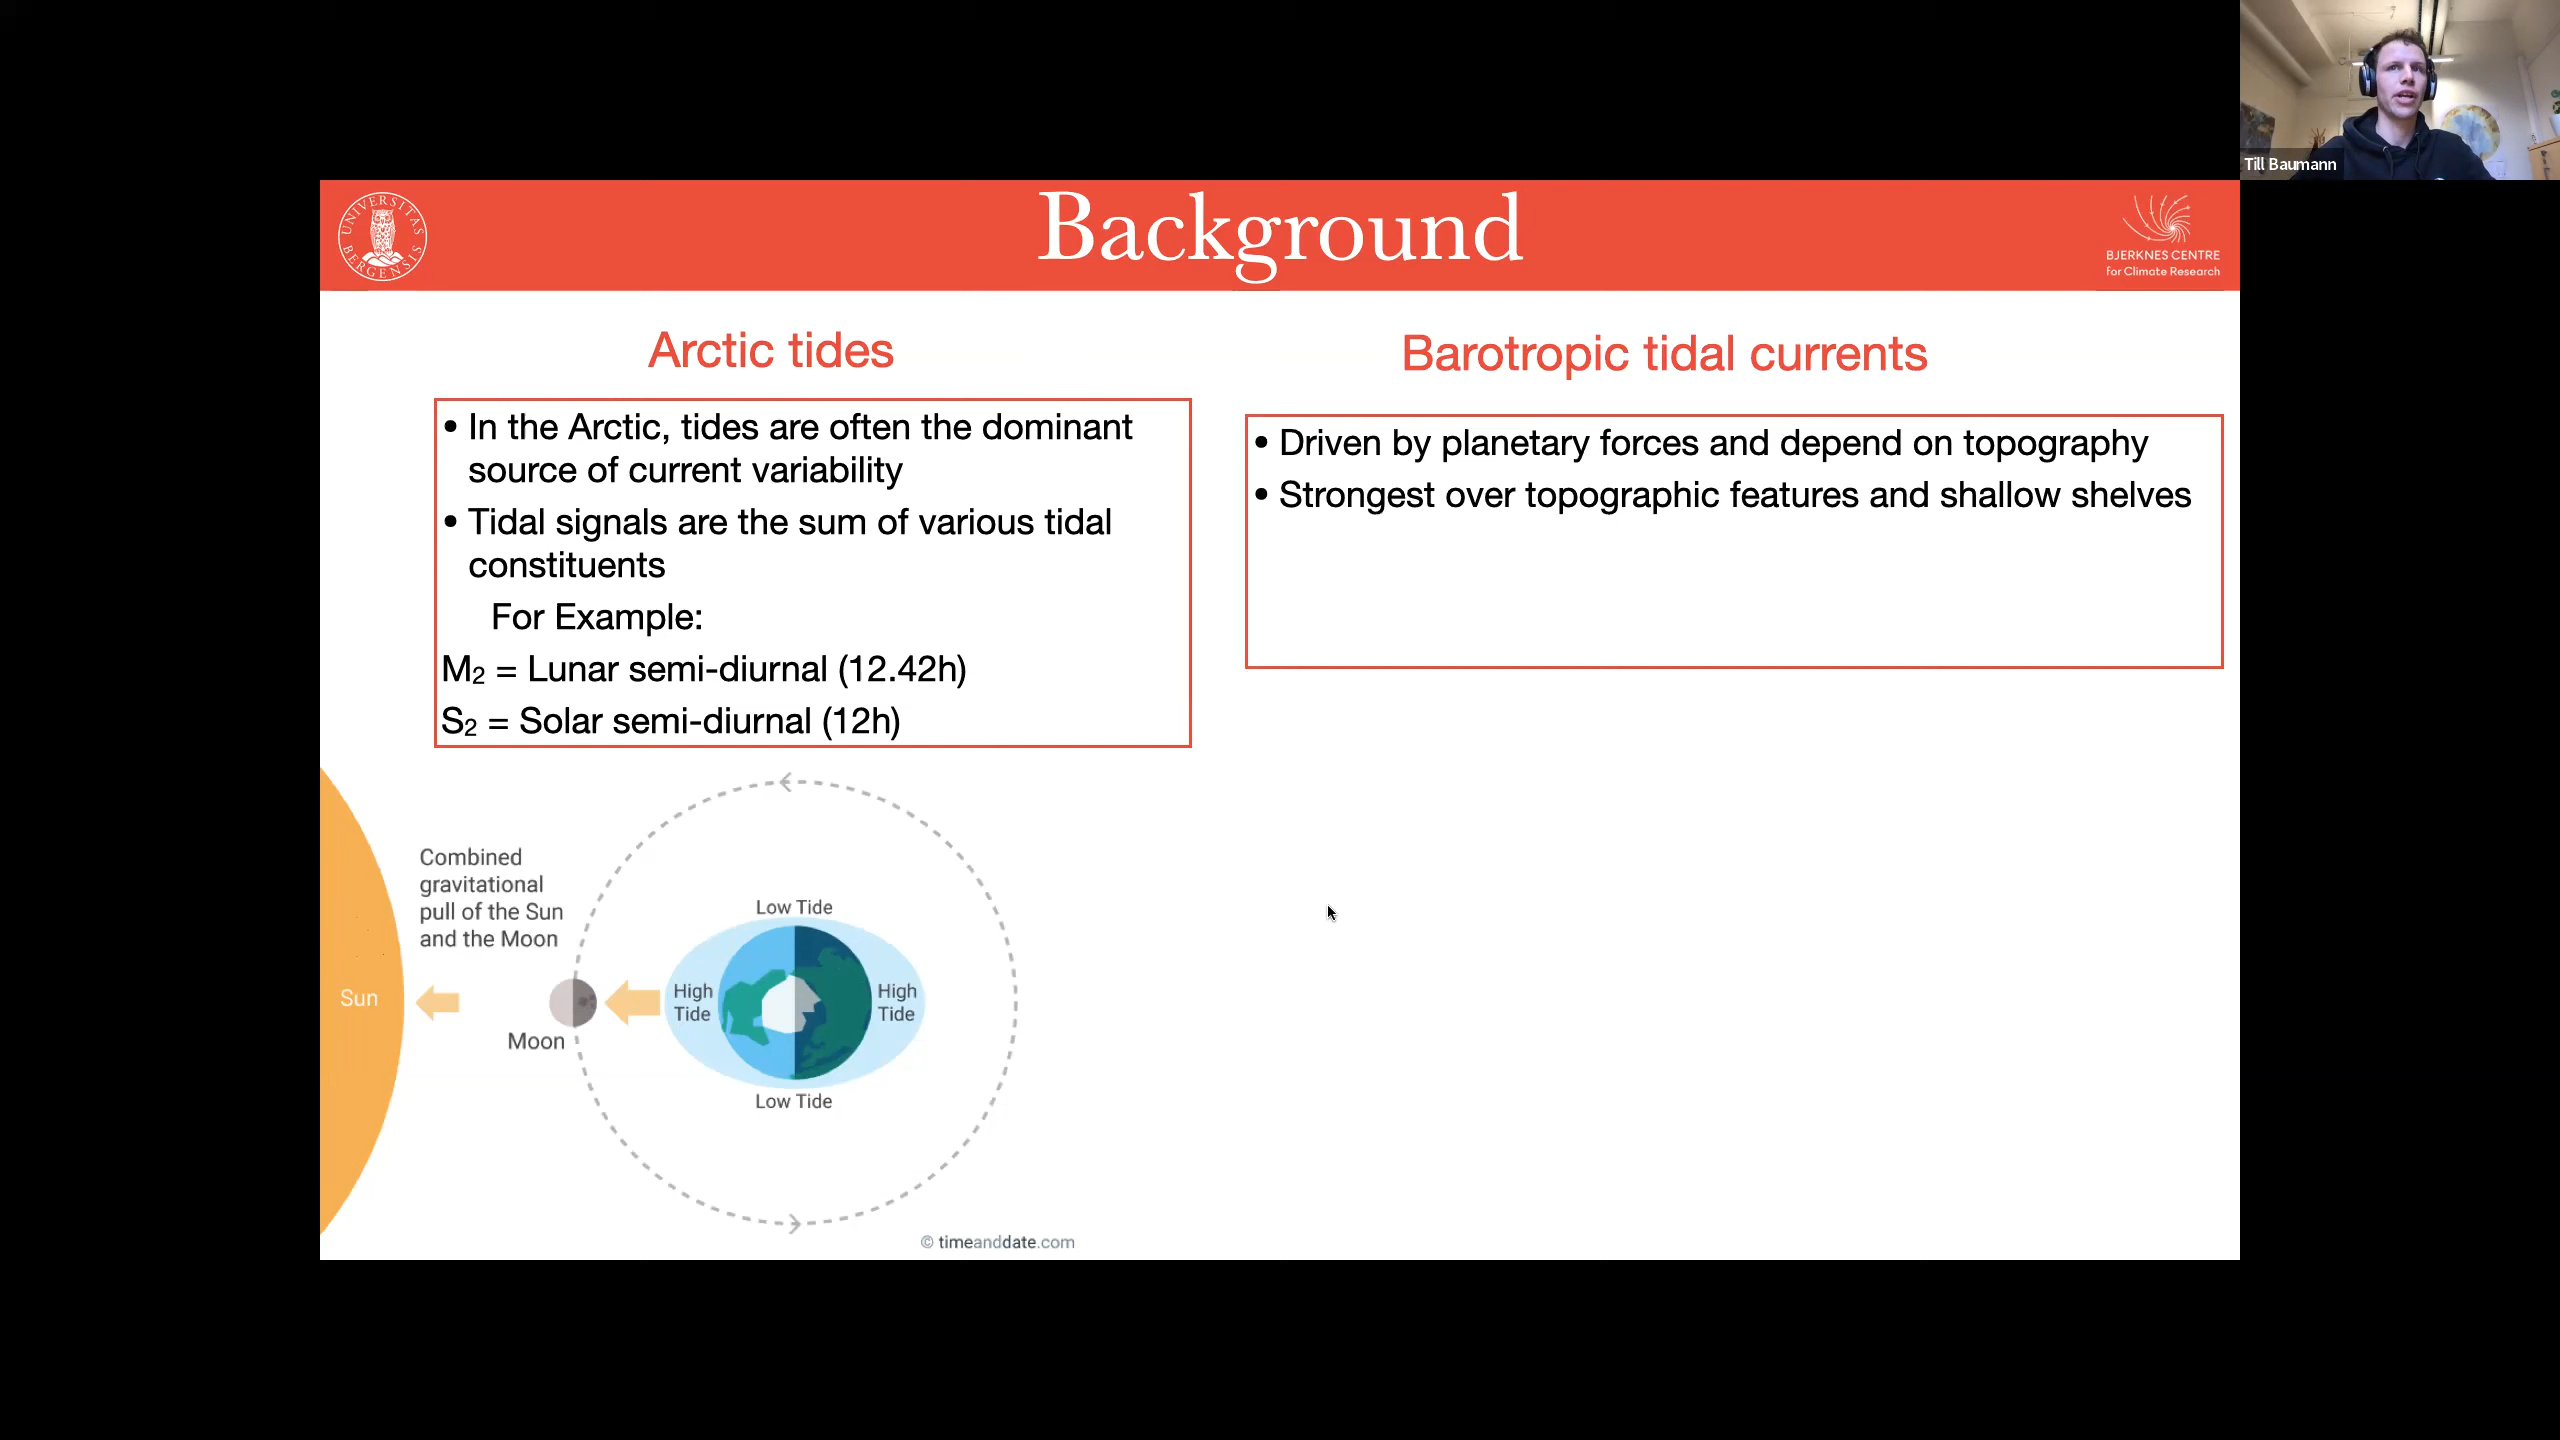 Till Baumann
UNIVERSITAS
BERGENSIS
Background
BJERKNES CENTRE
for Climate Research
Arctic tides
• In the Arctic, tides are often the dominant
source of current variability
• Tidal signals are the sum of various tidal
constituents
For Example:
M₂ = Lunar semi-diurnal (12.42h)
S₂ = Solar semi-diurnal (12h)
Barotropic tidal currents
• Driven by planetary forces and depend on topography
• Strongest over topographic features and shallow shelves
Combined
gravitational
pull of the Sun
and the Moon
Sun
Moon
Low Tide
High
Tide
High
Tide
Low Tide
© timeanddate.com